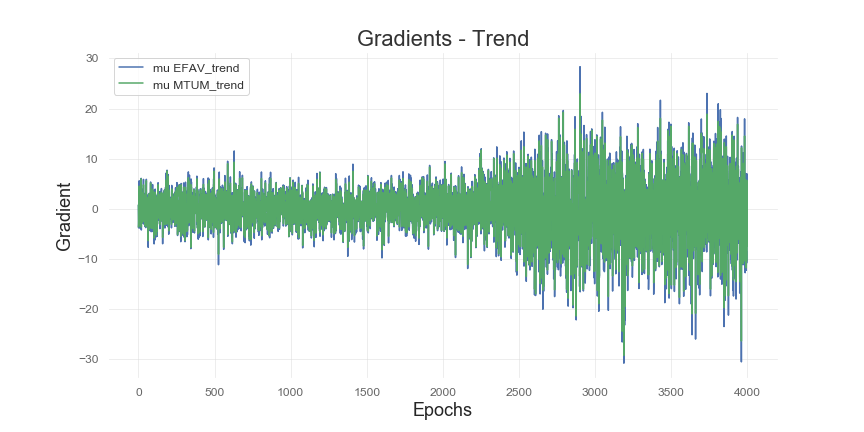 Gradients - Trend
mu EFAV_trend
mu MTUM_trend
30
20
10
0
−10
−20
−30
Gradient
0 500 1000 1500 2000 2500 3000 3500 4000
Epochs